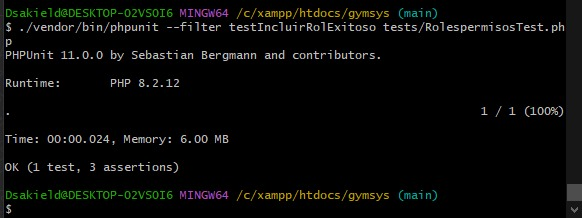 Dsakield@DESKTOP-O2VSOI6 MINGW64 /c/xampp/htdocs/gymsys (main)
$ ./vendor/bin/phpunit --filter testIncluirRolExitoso tests/RolespermisosTest.ph
p
PHPUnit 11.0.0 by Sebastian Bergmann and contributors.
Runtime:       PHP 8.2.12
.                                                                   1 / 1 (100%)
Time: 00:00.024, Memory: 6.00 MB
OK (1 test, 3 assertions)
Dsakield@DESKTOP-O2VSOI6 MINGW64 /c/xampp/htdocs/gymsys (main)
$